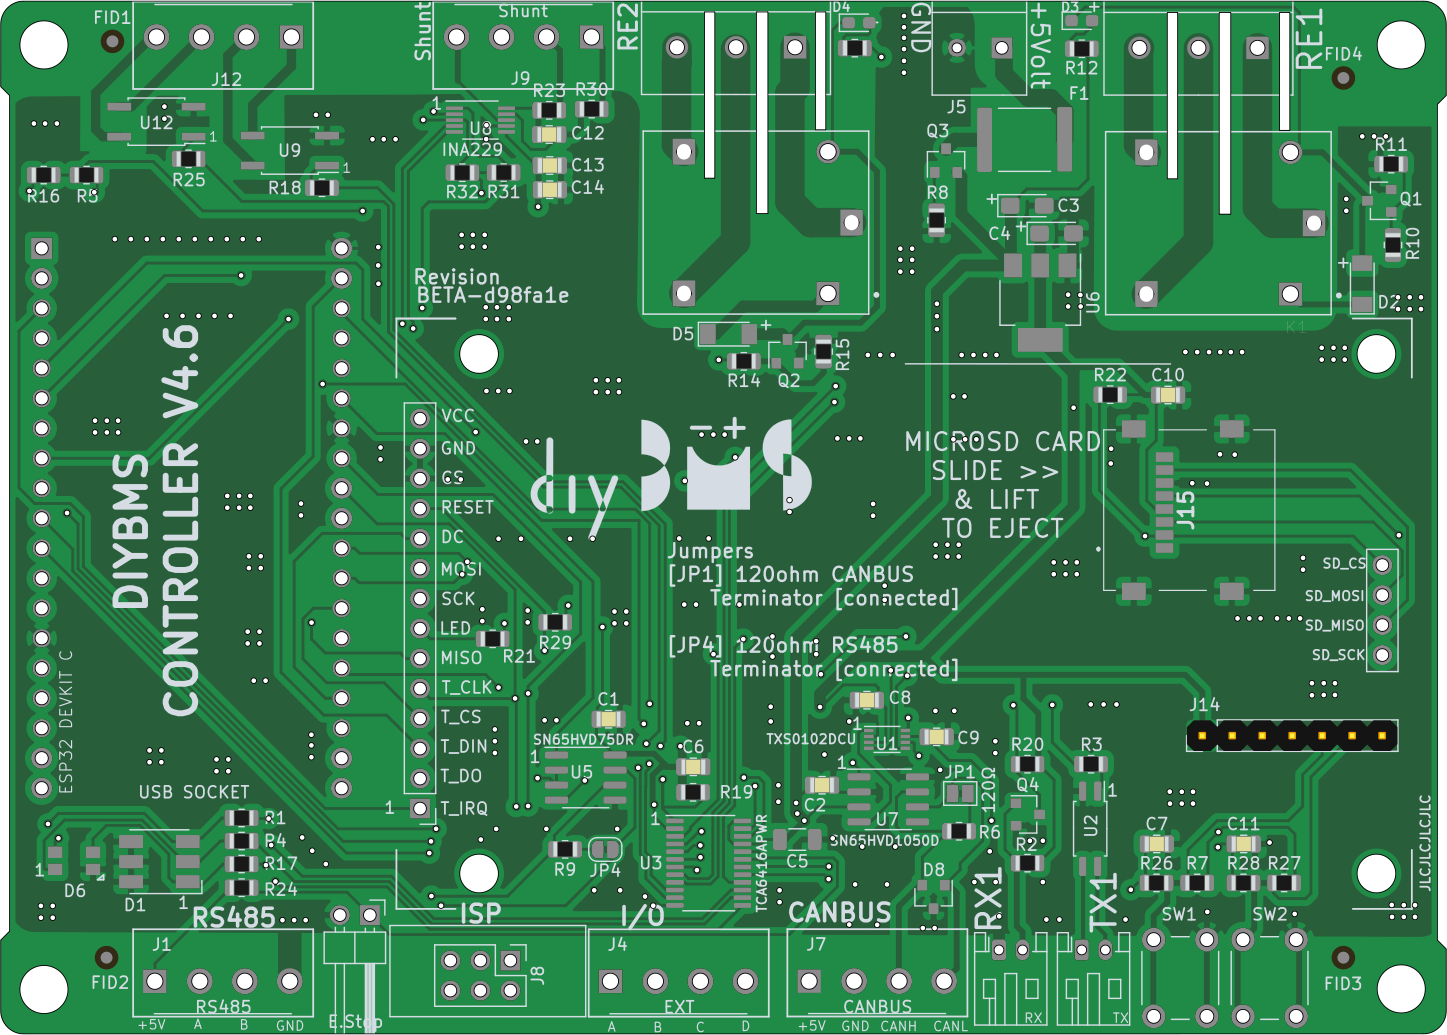 FID1
Shunt
Shunt
RE2
D4
GND
+5Volt
D3
RE1
FID4
J12
J9
R12
F1
J5
R23
R30
1
U12
1
U8
INA229
C12
C13
C14
U9
1
R25
R18
R32
R31
Q3
R11
R16
R8
C3
C4
Q1
R10
Revision
BETA-d98fa1e
U6
D2
K1
D5
R14
Q2
R15
R22
C10
DIYBMS
CONTROLLER V4.6
ESP32 DEVKIT C
VCC
GND
CS
RESET
DC
MOSI
SCK
LED
MISO
T_CLK
T_CS
T_DIN
T_DO
T_IRQ
1
diyBMS
MICROSD CARD
SLIDE >>
& LIFT
TO EJECT
J15
Jumpers
[JP1] 120ohm CANBUS
Terminator [connected]
[JP4] 120ohm RS485
Terminator [connected]
SD_CS
SD_MOSI
SD_MISO
SD_SCK
R21
R29
C1
SN65HVD75DR
1
U5
C6
R19
C8
1
TXS0102DCU
U1
C9
J14
R20
R3
USB SOCKET
JP1
120Ω
1
C2
U7
SN65HVD1050D
R6
Q4
1
U2
R2
R1
R4
R17
R24
1
D6
D1
1
R9
JP4
1
U3
TCA6416APWR
C5
D8
RX1
TX1
C7
C11
R26
R7
R28
R27
SW1
SW2
JLCJLCJLCJLC
RS485
ISP
I/O
CANBUS
FID2
J1
RS485
+5V
A
B
GND
E.Stop
J8
J4
EXT
A
B
C
D
J7
CANBUS
+5V
GND
CANH
CANL
RX
TX
FID3